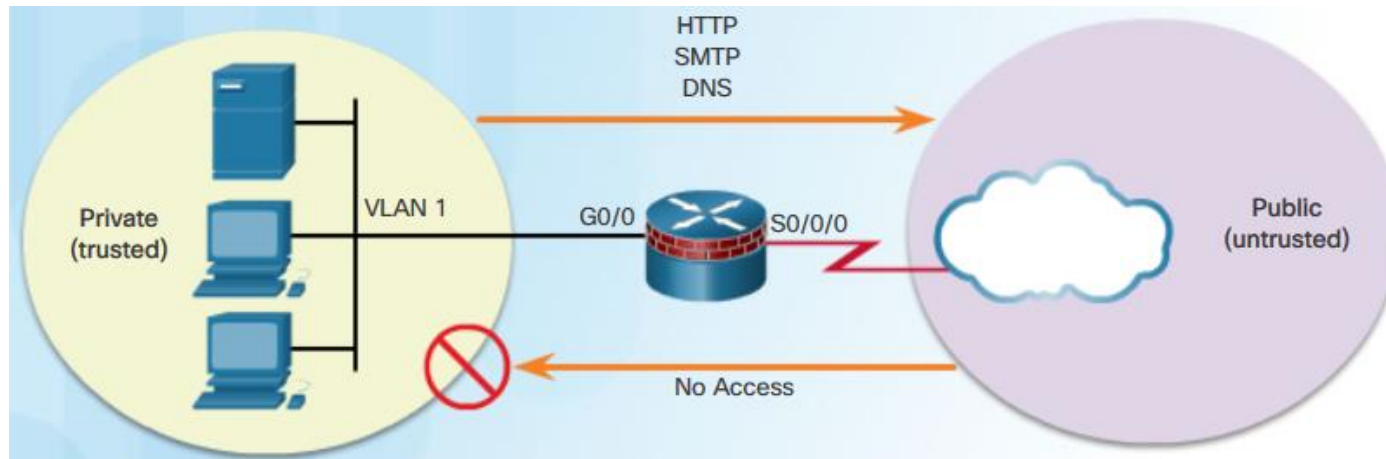 HTTP
SMTP
DNS
Private
(trusted)
VLAN 1
G0/0
S0/0/0
Public
(untrusted)
No Access